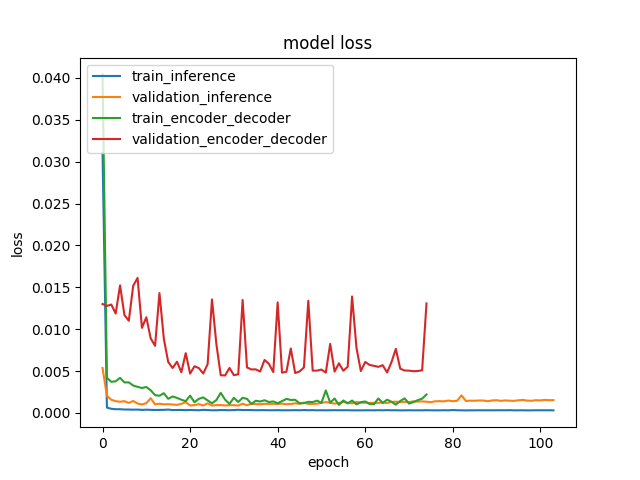 model loss
train_inference
validation_inference
train_encoder_decoder
validation_encoder_decoder
0.040
0.035
0.030
0.025
0.020
0.015
0.010
0.005
0.000
loss
0 20 40 60 80 100
epoch